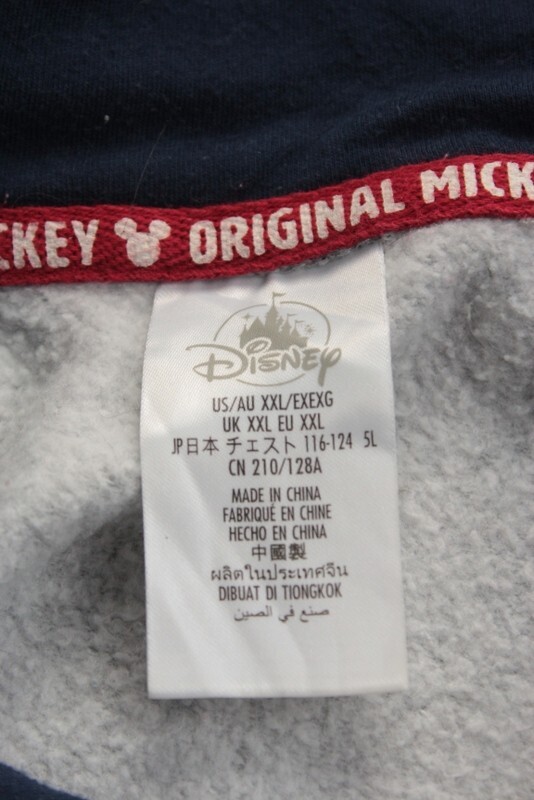 CKEY ORIGINAL MICK
Disney
US/AU XXL/EXEXG
UK XXL EU XXL
JP日本 チェスト 116-124 5L
CN 210/128A
MADE IN CHINA
FABRIQUÉ EN CHINE
HECHO EN CHINA
中國製
ผลิตในประเทศจีน
DIBUAT DI TIONGKOK
صنع في الصين